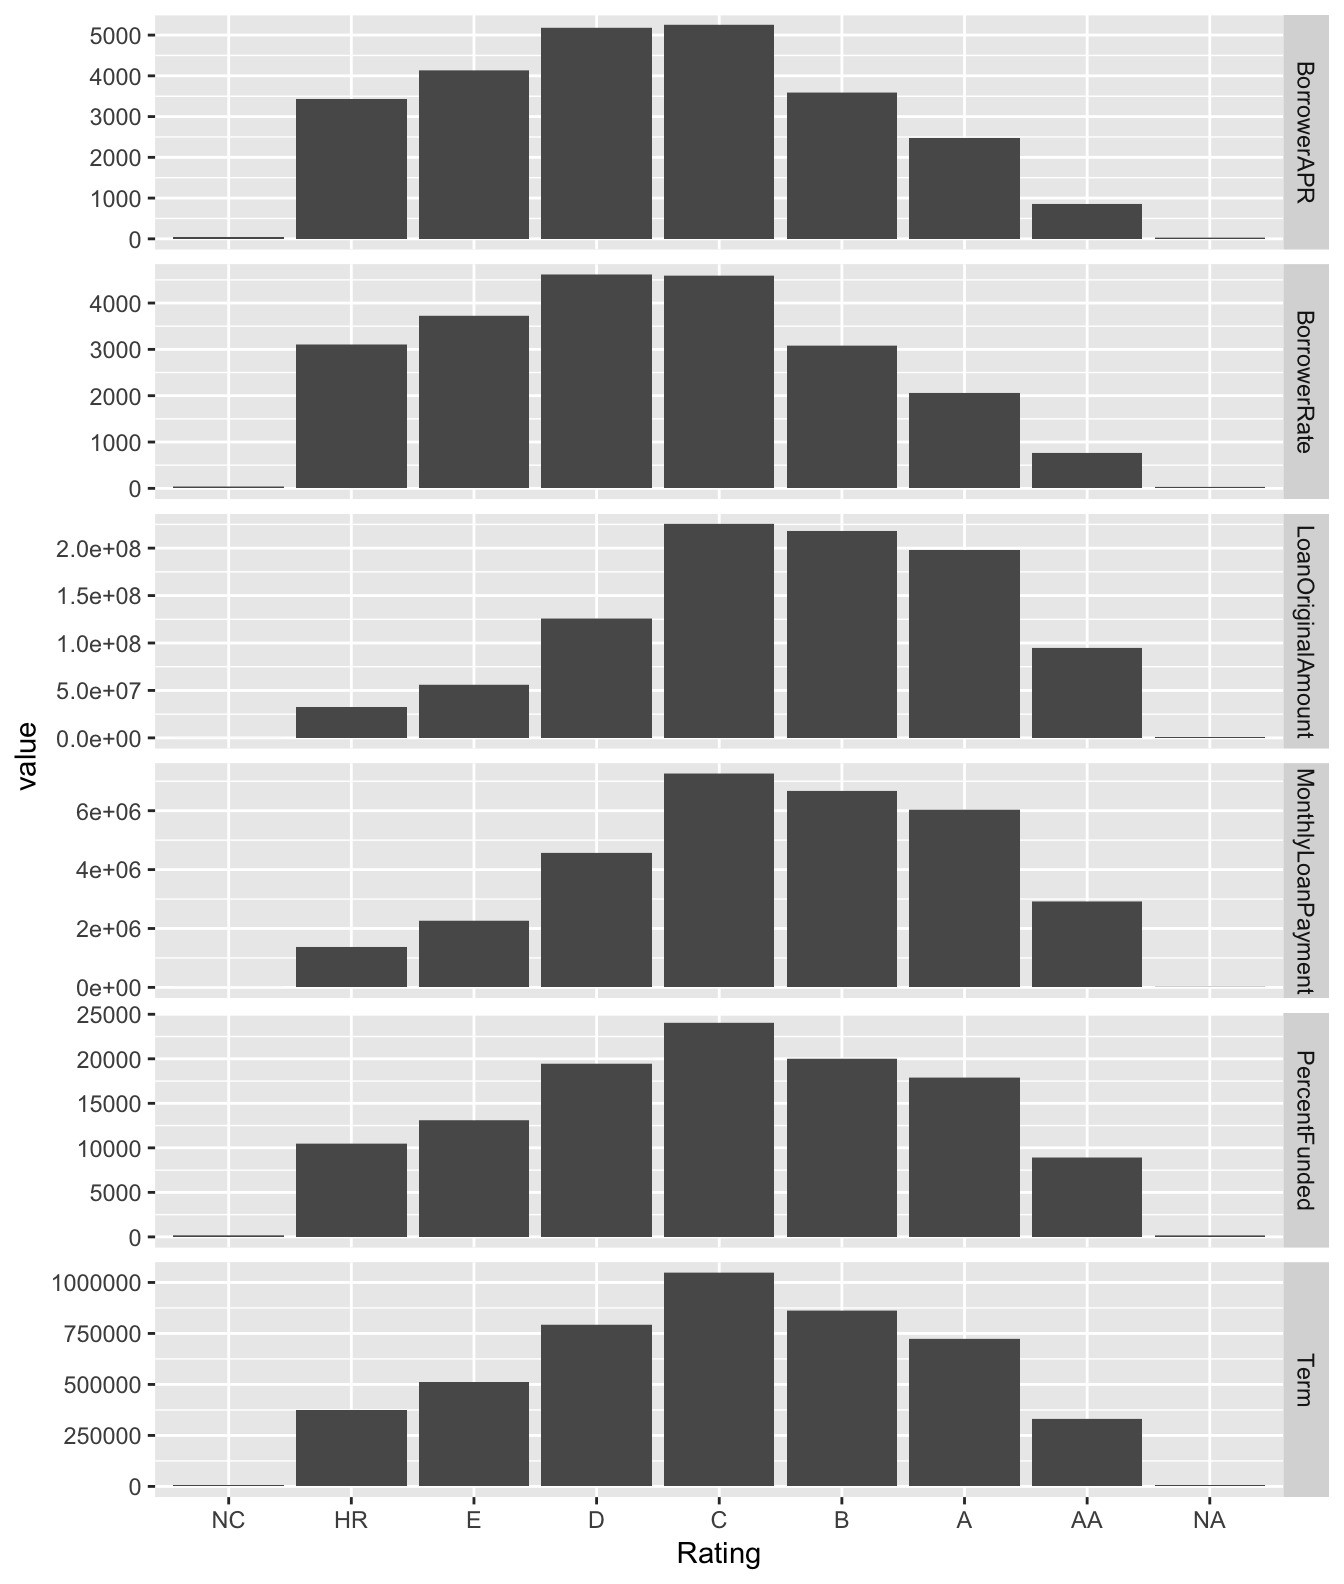 5000
4000
3000
2000
1000
0
BorrowerAPR
4000
3000
2000
1000
0
BorrowerRate
2.0e+08
1.5e+08
1.0e+08
5.0e+07
0.0e+00
LoanOriginalAmount
value
6e+06
4e+06
2e+06
0e+00
MonthlyLoanPayment
25000
20000
15000
10000
5000
0
PercentFunded
1000000
750000
500000
250000
0
Term
NC HR E D C B A AA NA
Rating